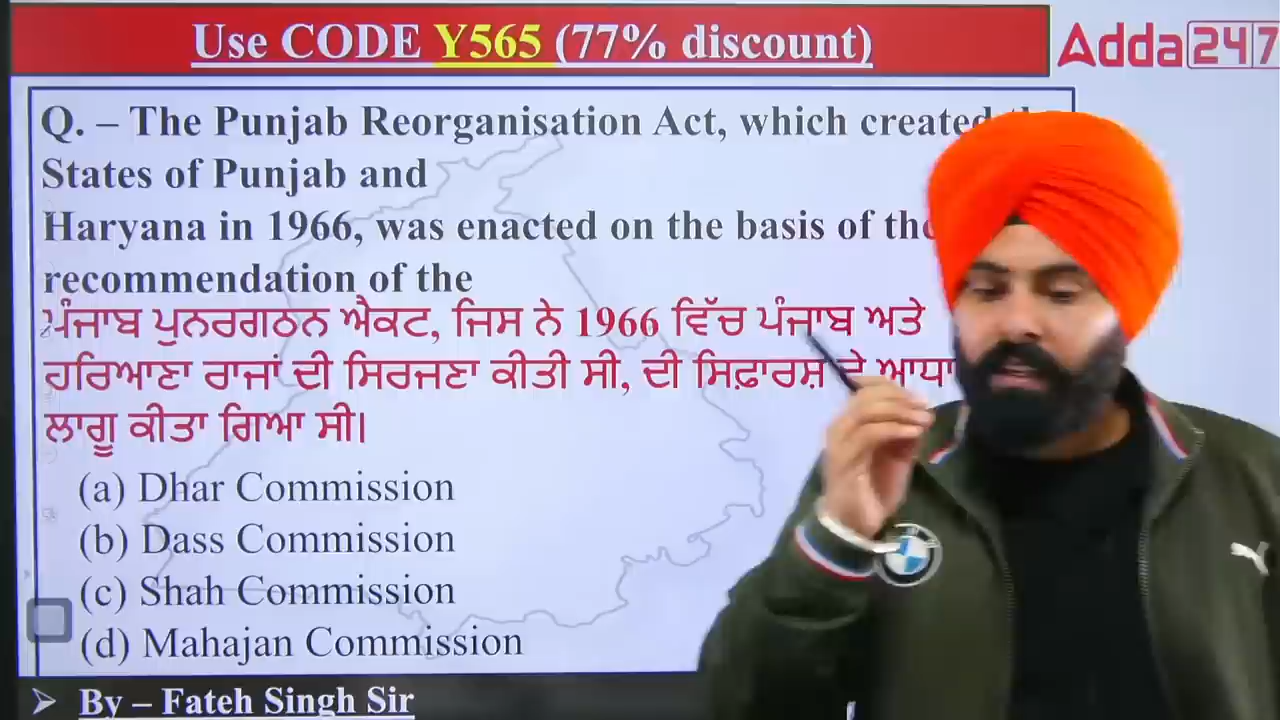 Use CODE Y565 (77% discount)
Adda247
Q. – The Punjab Reorganisation Act, which created
States of Punjab and
Haryana in 1966, was enacted on the basis of the
recommendation of the
ਪੰਜਾਬ ਪੁਨਰਗਠਨ ਐਕਟ, ਜਿਸ ਨੇ 1966 ਵਿੱਚ ਪੰਜਾਬ ਅਤੇ
ਹਰਿਆਣਾ ਰਾਜਾਂ ਦੀ ਸਿਰਜਣਾ ਕੀਤੀ ਸੀ, ਦੀ ਸਿਫ਼ਾਰਸ਼ ਦੇ
ਲਾਗੂ ਕੀਤਾ ਗਿਆ ਸੀ।
(a) Dhar Commission
(b) Dass Commission
(c) Shah Commission
(d) Mahajan Commission
➤ By – Fateh Singh Sir